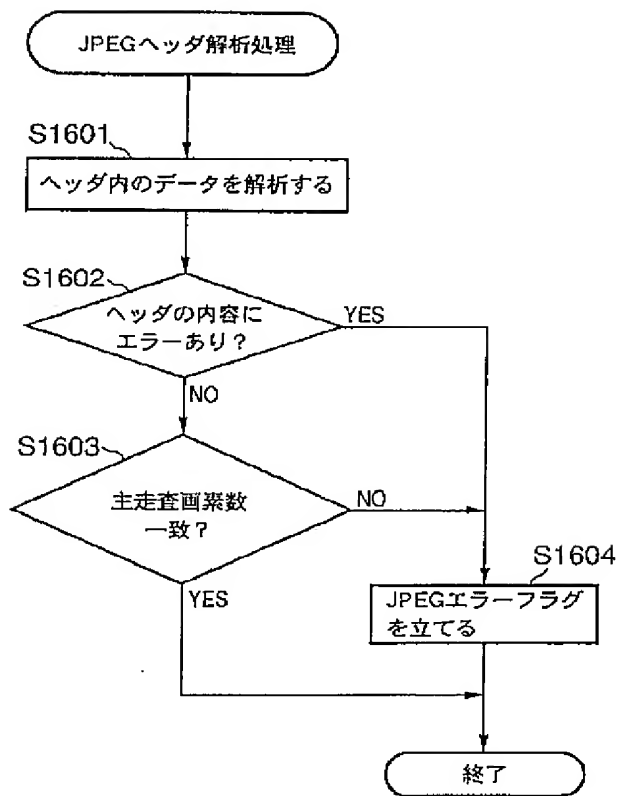 JPEGヘッダ解析処理
S1601
ヘッダ内のデータを解析する
S1602
ヘッダの内容に
エラーあり?
YES
NO
S1603
主走査画素数
一致?
NO
YES
S1604
JPEGエラーフラグ
を立てる
終了